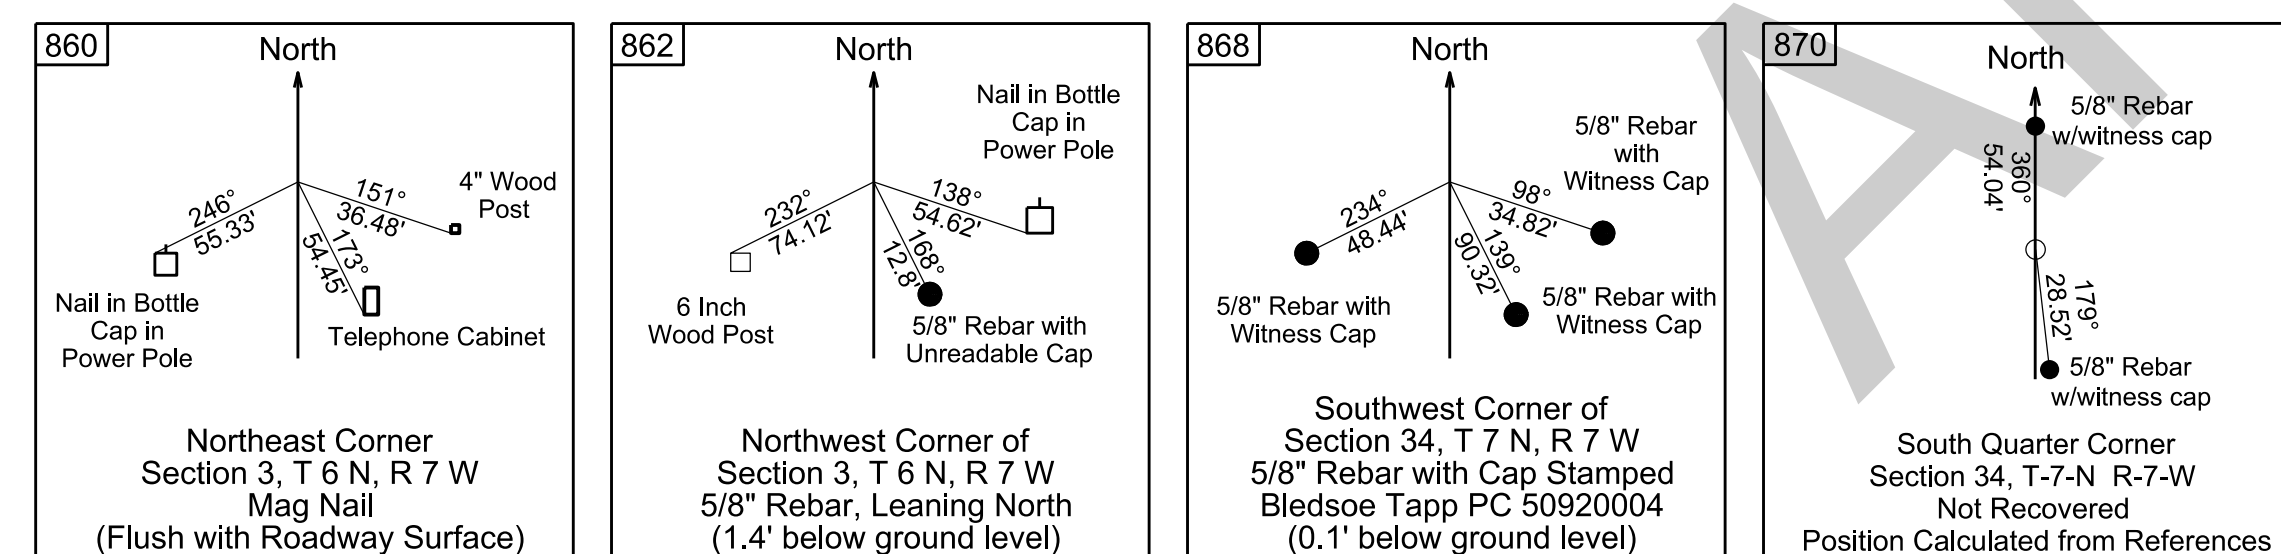 860
North
246°
55.33'
151°
36.48'
173°
54.45'
4" Wood
Post
Nail in Bottle
Cap in
Power Pole
Telephone Cabinet
Northeast Corner
Section 3, T 6 N, R 7 W
Mag Nail
(Flush with Roadway Surface)
862
North
Nail in Bottle
Cap in
Power Pole
232°
74.12'
138°
54.62'
168°
12.8'
6 Inch
Wood Post
5/8" Rebar with
Unreadable Cap
Northwest Corner of
Section 3, T 6 N, R 7 W
5/8" Rebar, Leaning North
(1.4' below ground level)
868
North
5/8" Rebar
with
Witness Cap
234°
48.44'
98°
34.82'
139°
90.32'
5/8" Rebar with
Witness Cap
5/8" Rebar with
Witness Cap
Southwest Corner of
Section 34, T 7 N, R 7 W
5/8" Rebar with Cap Stamped
Bledsoe Tapp PC 50920004
(0.1' below ground level)
870
North
5/8" Rebar
w/witness cap
360°
54.04'
179°
28.52'
5/8" Rebar
w/witness cap
South Quarter Corner
Section 34, T-7-N R-7-W
Not Recovered
Position Calculated from References